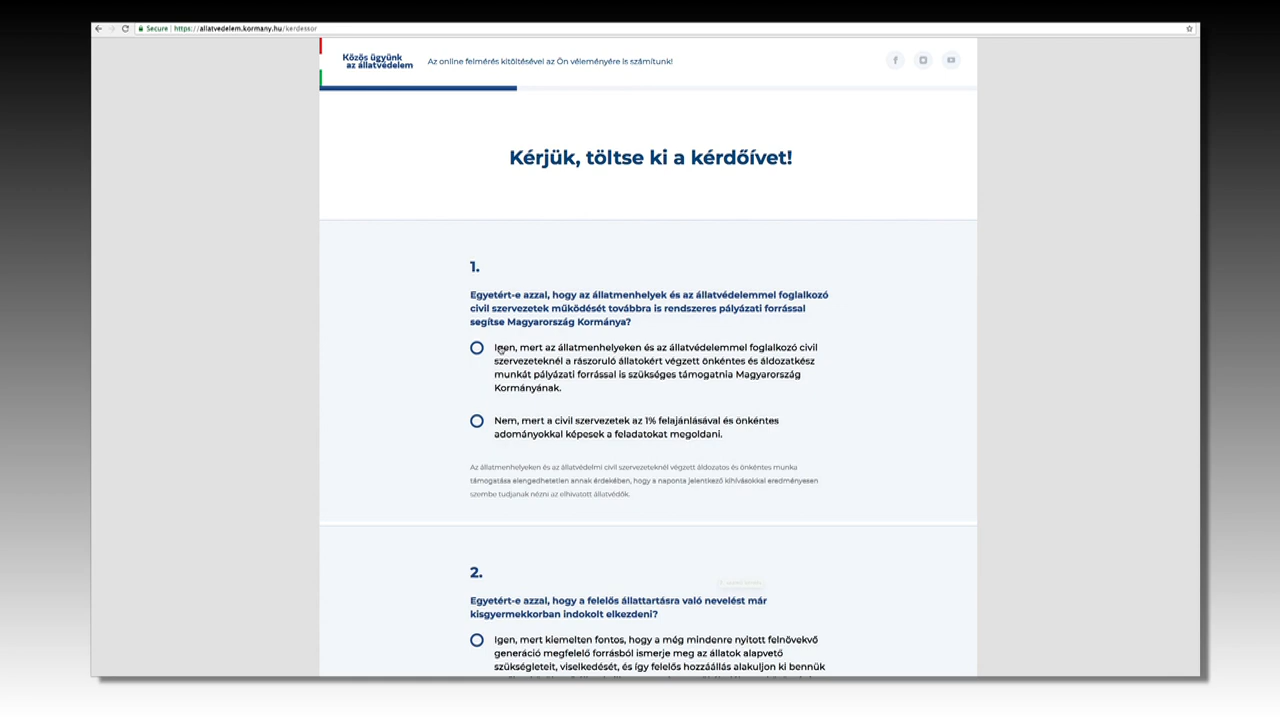 Secure | https://allatvedelem.kormany.hu/kerdessor
Közös ügyünk
az állatvédelem
Az online felmérés kitöltésével az Ön véleményére is számítunk!
Kérjük, töltse ki a kérdőívet!
1.
Egyetért-e azzal, hogy az állatmenhelyek és az állatvédelemmel foglalkozó
civil szervezetek működését továbbra is rendszeres pályázati forrással
segítse Magyarország Kormánya?
Igen, mert az állatmenhelyeken és az állatvédelemmel foglalkozó civil
szervezeteknél a rászoruló állatokért végzett önkéntes és áldozatkész
munkát pályázati forrással is szükséges támogatnia Magyarország
Kormányának.
Nem, mert a civil szervezetek az 1% felajánlásával és önkéntes
adományokkal képesek a feladatokat megoldani.
Az állatmenhelyeken és az állatvédelmi civil szervezeteknél végzett áldozatos és önkéntes munka
támogatása elengedhetetlen annak érdekében, hogy a naponta jelentkező kihívásokkal eredményesen
szembe tudjanak nézni az elhivatott állatvédők.
2.
Egyetért-e azzal, hogy a felelős állattartásra való nevelést már
kisgyermekkorban indokolt elkezdeni?
Igen, mert kiemelten fontos, hogy a még mindenre nyitott felnövekvő
generáció megfelelő forrásból ismerje meg az állatok alapvető
szükségleteit, viselkedését, és így felelős hozzáállás alakuljon ki bennük